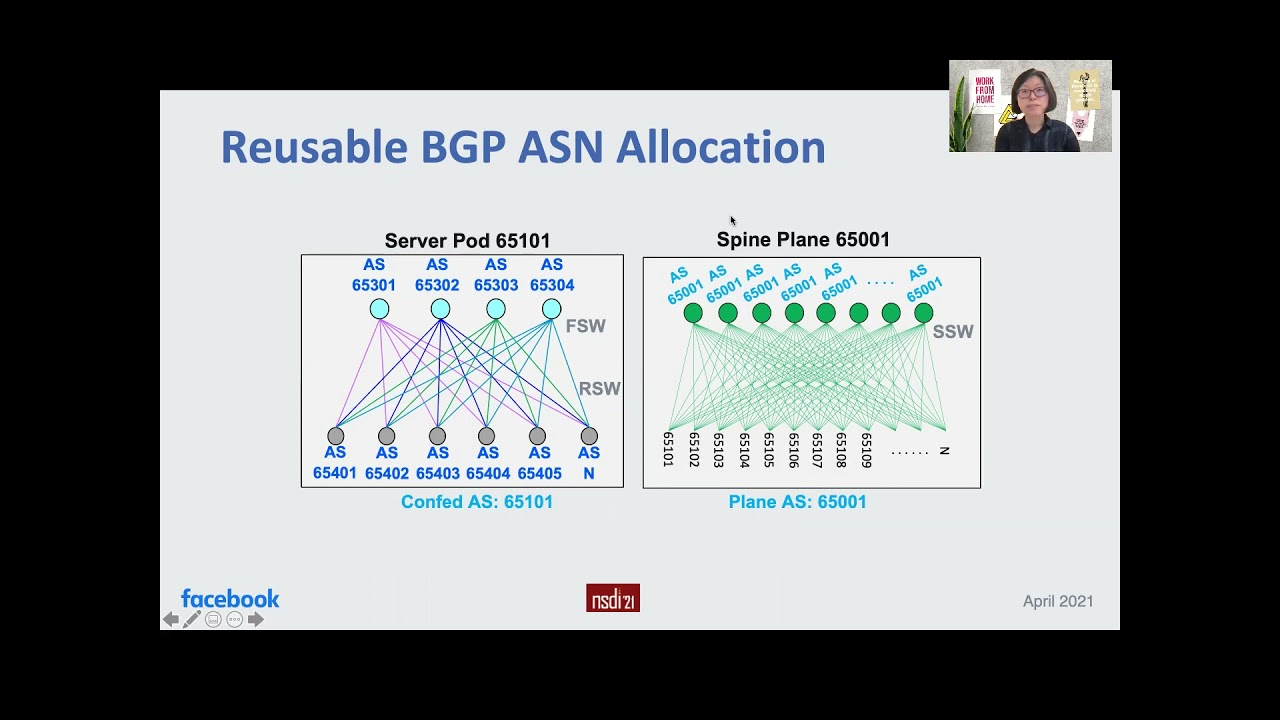 WORK
FROM
HOME
Reusable BGP ASN Allocation
Server Pod 65101
AS AS AS AS
65301 65302 65303 65304
FSW
RSW
AS AS AS AS AS AS
65401 65402 65403 65404 65405 N
Confed AS: 65101
Spine Plane 65001
AS 65001 AS 65001 AS 65001 AS 65001 AS 65001 .... AS 65001
SSW
65101 65102 65103 65104 65105 65106 65107 65108 65109 ...... N
Plane AS: 65001
facebook
nsdi '21
April 2021